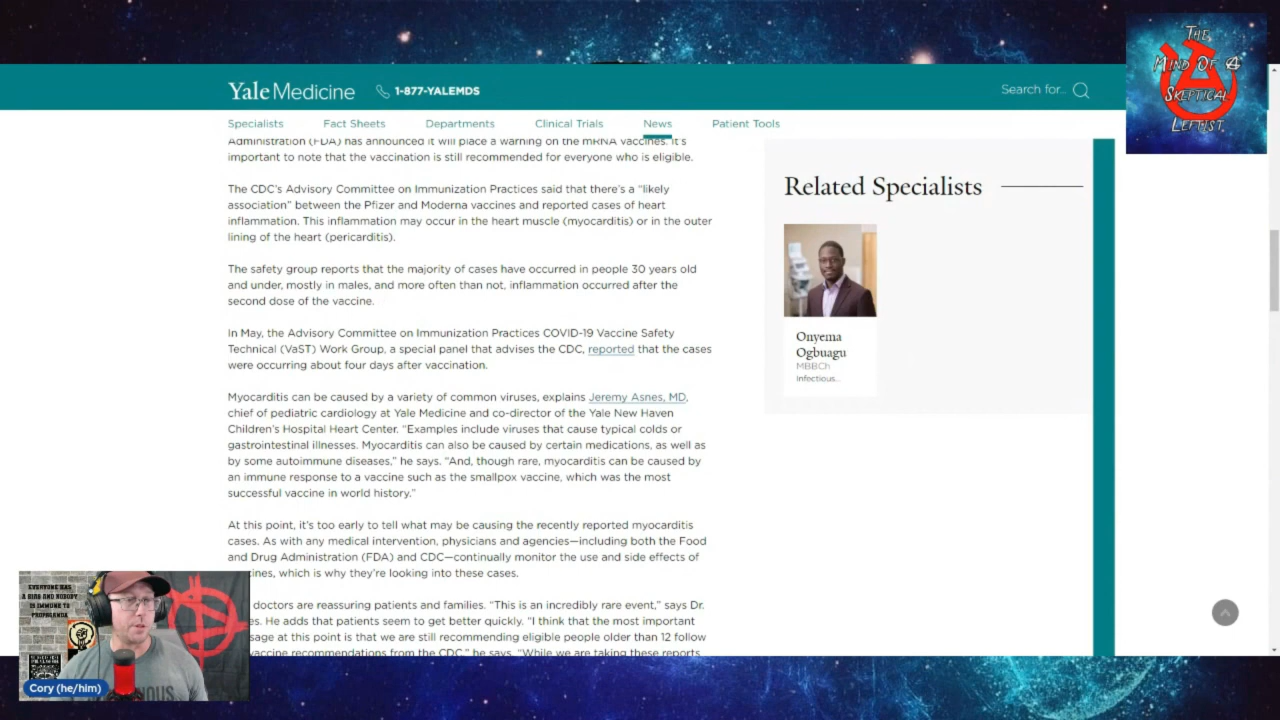 THE
MIND OF A
SKEPTICAL
LEFTIST
Yale Medicine
1-877-YALEMDS
Search for..
Specialists
Fact Sheets
Departments
Clinical Trials
News
Patient Tools
Administration (FDA) has announced it will place a warning on the mRNA vaccines. It's
important to note that the vaccination is still recommended for everyone who is eligible.
The CDC's Advisory Committee on Immunization Practices said that there's a “likely
association” between the Pfizer and Moderna vaccines and reported cases of heart
inflammation. This inflammation may occur in the heart muscle (myocarditis) or in the outer
lining of the heart (pericarditis).
The safety group reports that the majority of cases have occurred in people 30 years old
and under, mostly in males, and more often than not, inflammation occurred after the
second dose of the vaccine.
In May, the Advisory Committee on Immunization Practices COVID-19 Vaccine Safety
Technical (VaST) Work Group, a special panel that advises the CDC, reported that the cases
were occurring about four days after vaccination.
Myocarditis can be caused by a variety of common viruses, explains Jeremy Asnes, MD,
chief of pediatric cardiology at Yale Medicine and co-director of the Yale New Haven
Children's Hospital Heart Center. “Examples include viruses that cause typical colds or
gastrointestinal illnesses. Myocarditis can also be caused by certain medications, as well as
by some autoimmune diseases,” he says. “And, though rare, myocarditis can be caused by
an immune response to a vaccine such as the smallpox vaccine, which was the most
successful vaccine in world history.”
At this point, it's too early to tell what may be causing the recently reported myocarditis
cases. As with any medical intervention, physicians and agencies—including both the Food
and Drug Administration (FDA) and CDC—continually monitor the use and side effects of
ines, which is why they're looking into these cases.
doctors are reassuring patients and families. “This is an incredibly rare event,” says Dr.
es. He adds that patients seem to get better quickly. “I think that the most important
sage at this point is that we are still recommending eligible people older than 12 follow
vaccine recommendations from the CDC,” he says. “While we are taking these reports
Related Specialists
Onyema
Ogbuagu
MBBCh
Infectious...
EVERYONE HAS
A BIAS AND NOBODY
IS IMMUNE TO
PROPAGANDA
Cory (he/him)